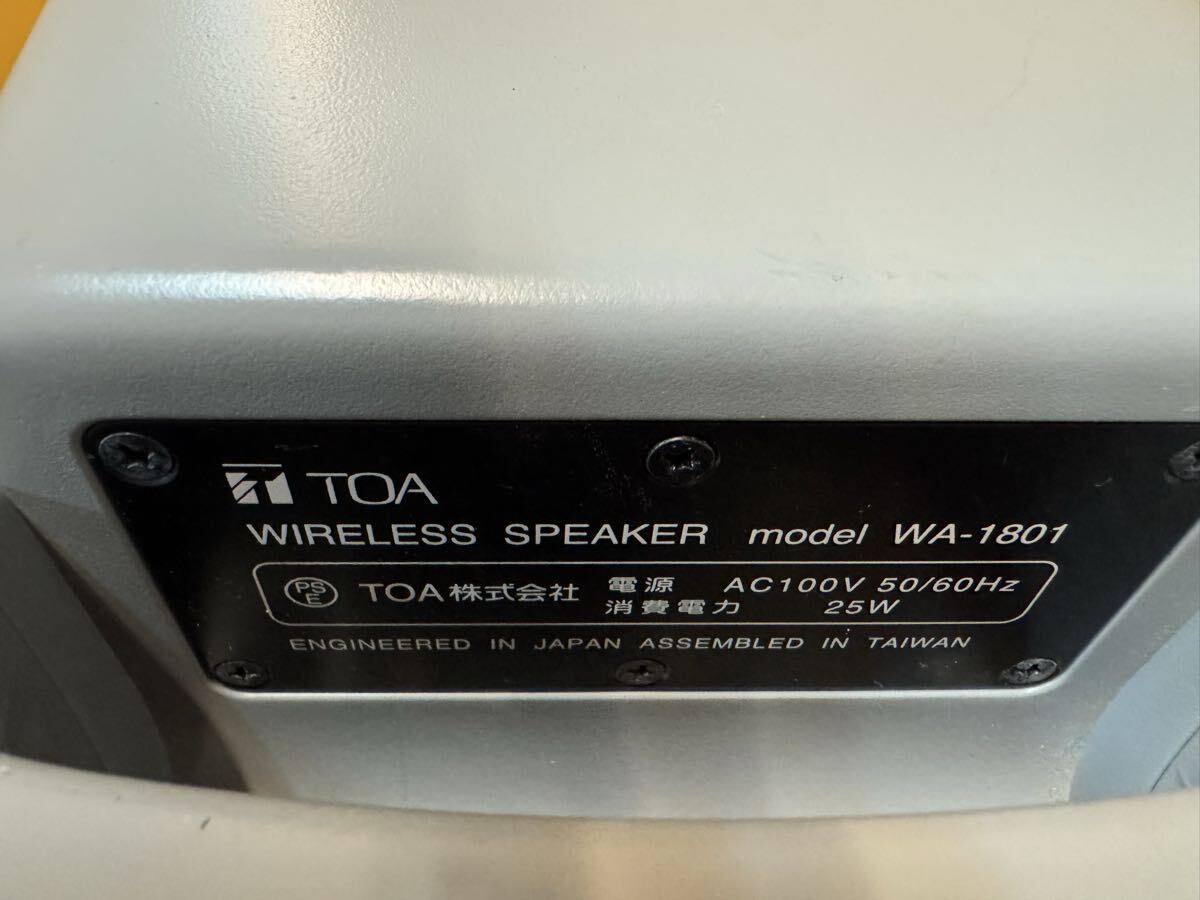 TOA
WIRELESS SPEAKER model WA-1801
PSE TOA株式会社 電源 AC100V 50/60Hz
消費電力 25W
ENGINEERED IN JAPAN ASSEMBLED IN TAIWAN